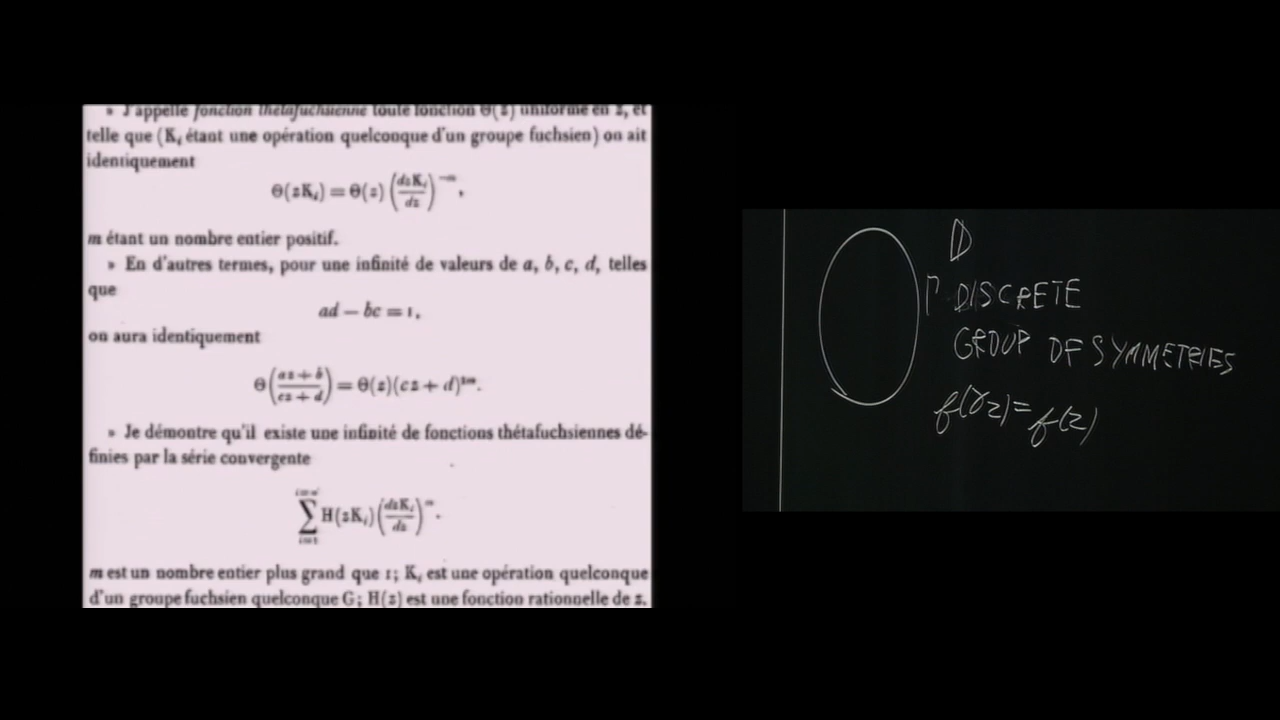 » J'appelle fonction thétafuchsienne toute fonction Θ(z) uniforme en z, et
telle que (Kᵢ étant une opération quelconque d'un groupe fuchsien) on ait
identiquement
Θ(zKᵢ) = Θ(z) (dzKᵢ/dz)⁻ᵐ,
m étant un nombre entier positif.
» En d'autres termes, pour une infinité de valeurs de a, b, c, d, telles
que
ad — bc = 1,
on aura identiquement
Θ((az + b)/(cz + d)) = Θ(z)(cz + d)²ᵐ.
» Je démontre qu'il existe une infinité de fonctions thétafuchsiennes dé-
finies par la série convergente
∑ H(zKᵢ)(dzKᵢ/dz)ᵐ.
m est un nombre entier plus grand que 1; Kᵢ est une opération quelconque
d'un groupe fuchsien quelconque G; H(z) est une fonction rationnelle de z.
𝔻
Γ DISCRETE
GROUP OF SYMMETRIES
f(γz) = f(z)